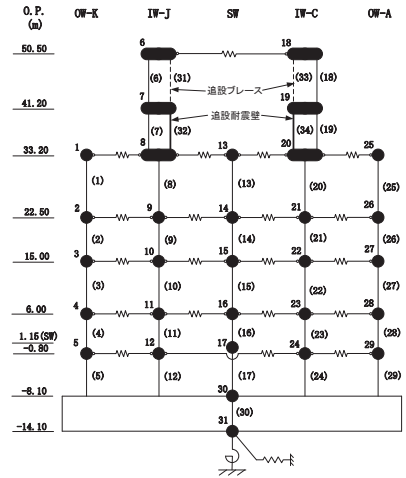 O.P. OW-K IW-J SW IW-C OW-A
(m)
50.50 6 18
(6) (31) (33) (18)
追設ブレース
41.20 7 19
追設耐震壁
(7) (32) (34) (19)
33.20 1 8 13 20 25
(1) (8) (13) (20) (25)
22.50 2 9 14 21 26
(2) (9) (14) (21) (26)
15.00 3 10 15 22 27
(3) (10) (15) (22) (27)
6.00 4 11 16 23 28
(4) (11) (16) (23) (28)
1.15(SW) 17
-0.80 5 12 24 29
(5) (12) (17) (24) (29)
-8.10 30
(30)
-14.10 31